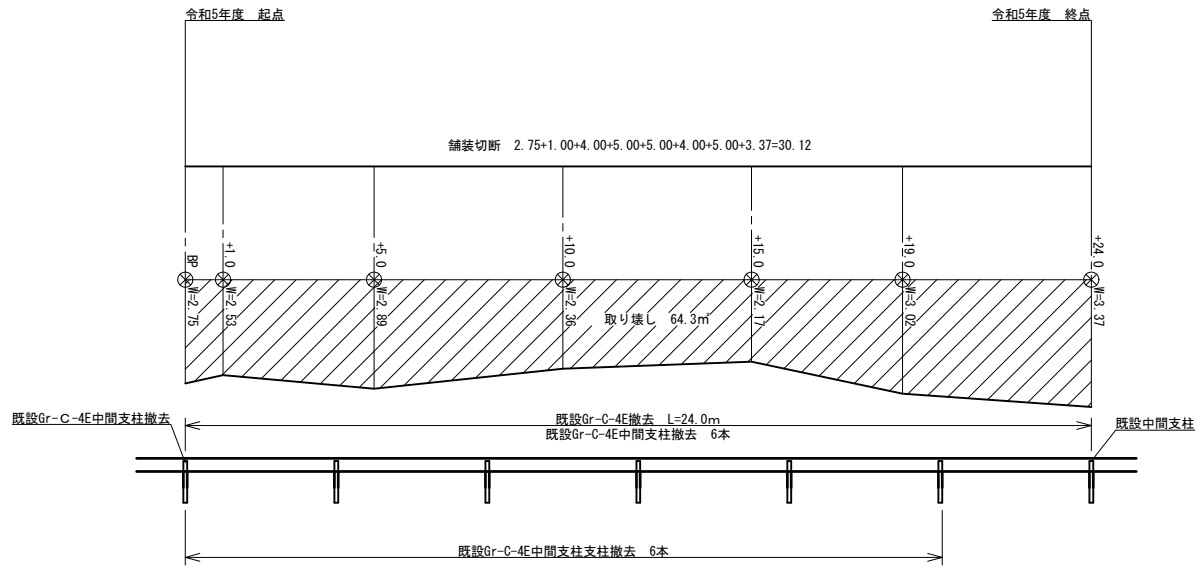 令和5年度　起点
令和5年度　終点
舗装切断　2.75+1.00+4.00+5.00+5.00+4.00+5.00+3.37=30.12
BP
W=2.75
+1.0
W=2.53
+5.0
W=2.89
+10.0
W=2.36
+15.0
W=2.17
+19.0
W=3.02
+24.0
W=3.37
取り壊し　64.3㎡
既設Gr-C-4E中間支柱撤去
既設Gr-C-4E撤去　L=24.0m
既設Gr-C-4E中間支柱撤去　6本
既設中間支柱
既設Gr-C-4E中間支柱支柱撤去　6本